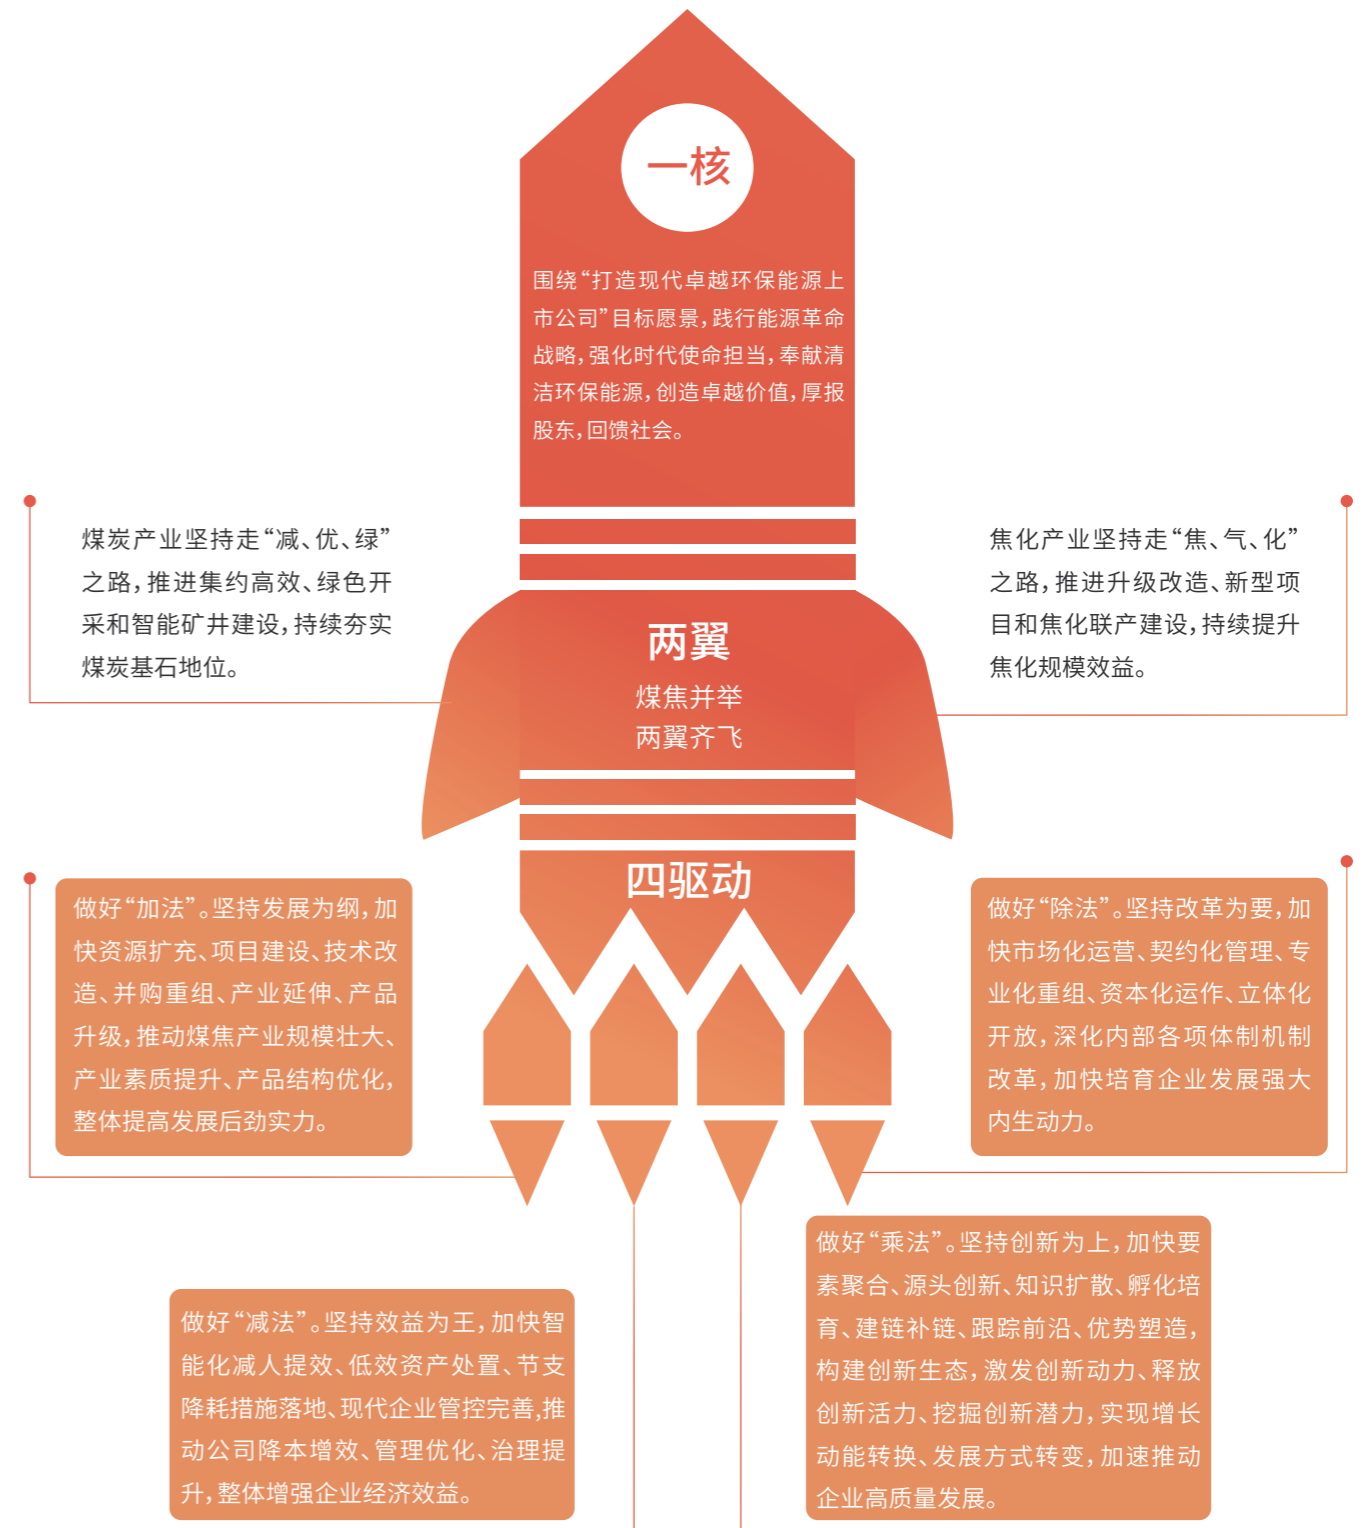 一核
围绕“打造现代卓越环保能源上
市公司”目标愿景，践行能源革命
战略，强化时代使命担当，奉献清
洁环保能源，创造卓越价值，厚报
股东，回馈社会。
煤炭产业坚持走“减、优、绿”
之路，推进集约高效、绿色开
采和智能矿井建设，持续夯实
煤炭基石地位。
两翼
煤焦并举
两翼齐飞
焦化产业坚持走“焦、气、化”
之路，推进升级改造、新型项
目和焦化联产建设，持续提升
焦化规模效益。
四驱动
做好“加法”。坚持发展为纲，加
快资源扩充、项目建设、技术改
造、并购重组、产业延伸、产品
升级，推动煤焦产业规模壮大、
产业素质提升、产品结构优化，
整体提高发展后劲实力。
做好“减法”。坚持效益为王，加快智
能化减人提效、低效资产处置、节支
降耗措施落地、现代企业管控完善,推
动公司降本增效、管理优化、治理提
升，整体增强企业经济效益。
做好“乘法”。坚持创新为上，加快要
素聚合、源头创新、知识扩散、孵化培
育、建链补链、跟踪前沿、优势塑造，
构建创新生态，激发创新动力、释放
创新活力、挖掘创新潜力，实现增长
动能转换、发展方式转变，加速推动
企业高质量发展。
做好“除法”。坚持改革为要，加
快市场化运营、契约化管理、专
业化重组、资本化运作、立体化
开放，深化内部各项体制机制
改革，加快培育企业发展强大
内生动力。